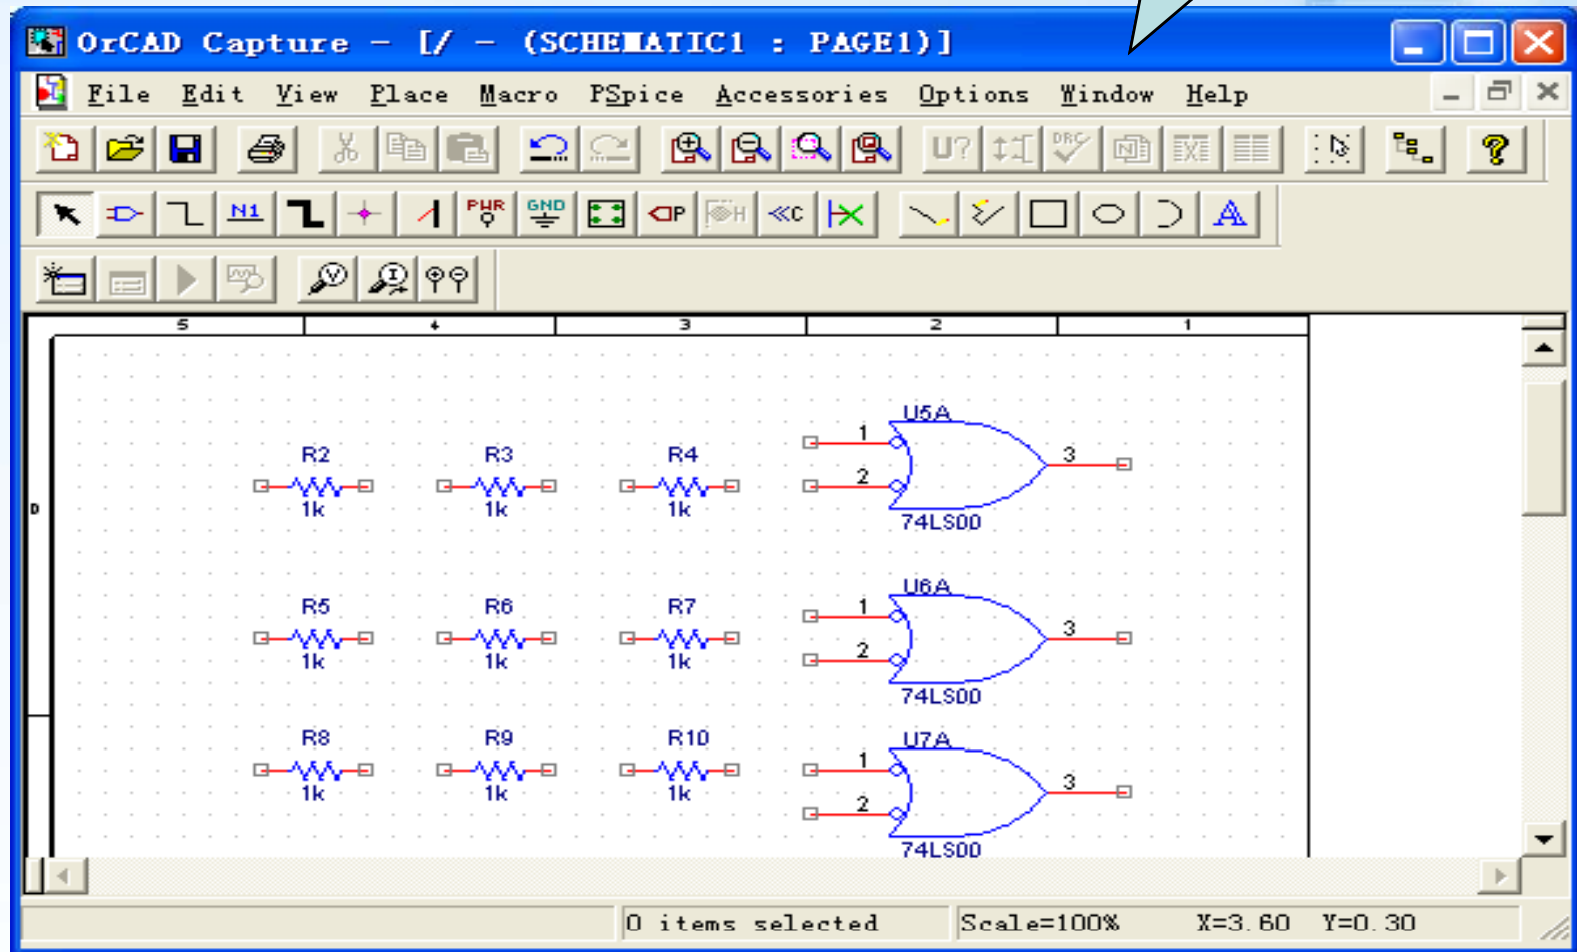 OrCAD Capture - [/ - (SCHEMATIC1 : PAGE1)]
File Edit View Place Macro PSpice Accessories Options Window Help
U? DRC
N1 PWR GND P H C A
V I
5 4 3 2 1
U5A
1
R2 R3 R4 3
2
1k 1k 1k
D
74LS00
U6A
R5 R6 R7 1
3
1k 1k 1k 2
74LS00
R8 R9 R10 U7A
1
3
1k 1k 1k 2
74LS00
0 items selected Scale=100% X=3.60 Y=0.30